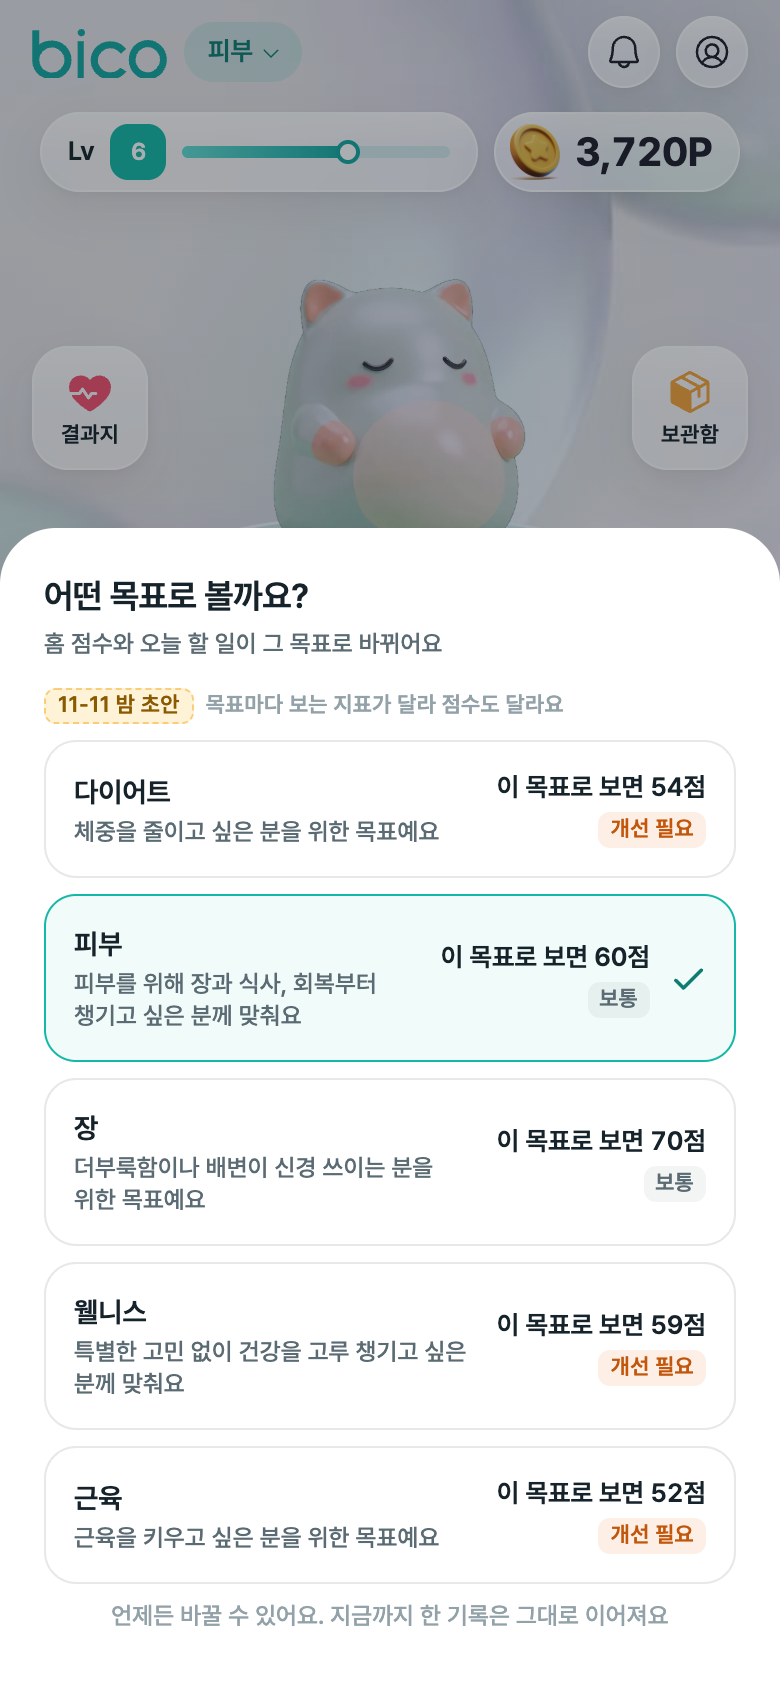 bico
피부
Lv 6
3,720P
결과지
보관함
어떤 목표로 볼까요?
홈 점수와 오늘 할 일이 그 목표로 바뀌어요
11-11 밤 초안 목표마다 보는 지표가 달라 점수도 달라요
다이어트
체중을 줄이고 싶은 분을 위한 목표예요
이 목표로 보면 54점
개선 필요
피부
피부를 위해 장과 식사, 회복부터
챙기고 싶은 분께 맞춰요
이 목표로 보면 60점
보통
장
더부룩함이나 배변이 신경 쓰이는 분을
위한 목표예요
이 목표로 보면 70점
보통
웰니스
특별한 고민 없이 건강을 고루 챙기고 싶은
분께 맞춰요
이 목표로 보면 59점
개선 필요
근육
근육을 키우고 싶은 분을 위한 목표예요
이 목표로 보면 52점
개선 필요
언제든 바꿀 수 있어요. 지금까지 한 기록은 그대로 이어져요